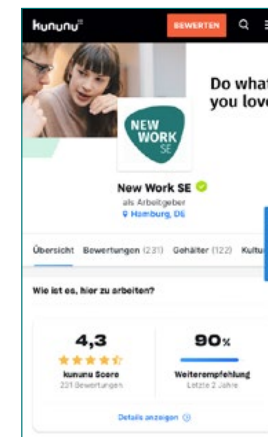 kununu
BEWERTEN
Do what
you love
NEW
WORK
SE
New Work SE
als Arbeitgeber
Hamburg, DE
Übersicht Bewertungen (231) Gehälter (122) Kultu
Wie ist es, hier zu arbeiten?
4,3
kununu Score
231 Bewertungen
90%
Weiterempfehlung
Letzte 2 Jahre
Details anzeigen